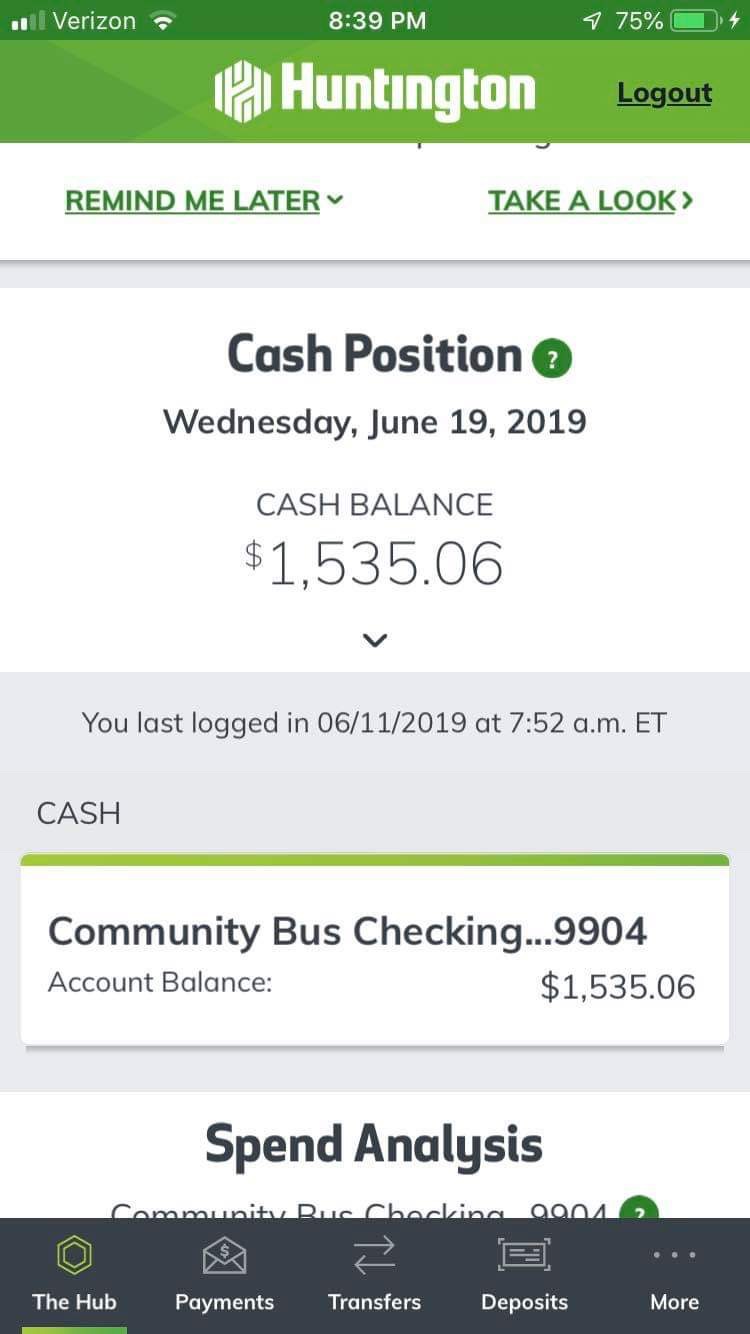 Verizon 8:39 PM 75%
Huntington Logout
REMIND ME LATER TAKE A LOOK
Cash Position ?
Wednesday, June 19, 2019
CASH BALANCE
$1,535.06
You last logged in 06/11/2019 at 7:52 a.m. ET
CASH
Community Bus Checking...9904
Account Balance: $1,535.06
Spend Analysis
Community Bus Checking...9904 ?
$
The Hub Payments Transfers Deposits More